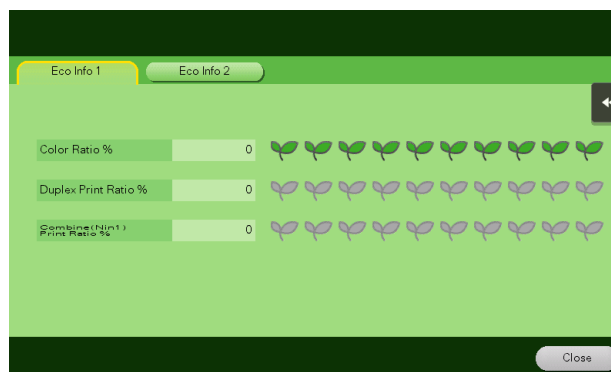 Eco Info 1
Eco Info 2
Color Ratio %
0
Duplex Print Ratio %
0
Combine(Nin1)
Print Ratio %
0
Close